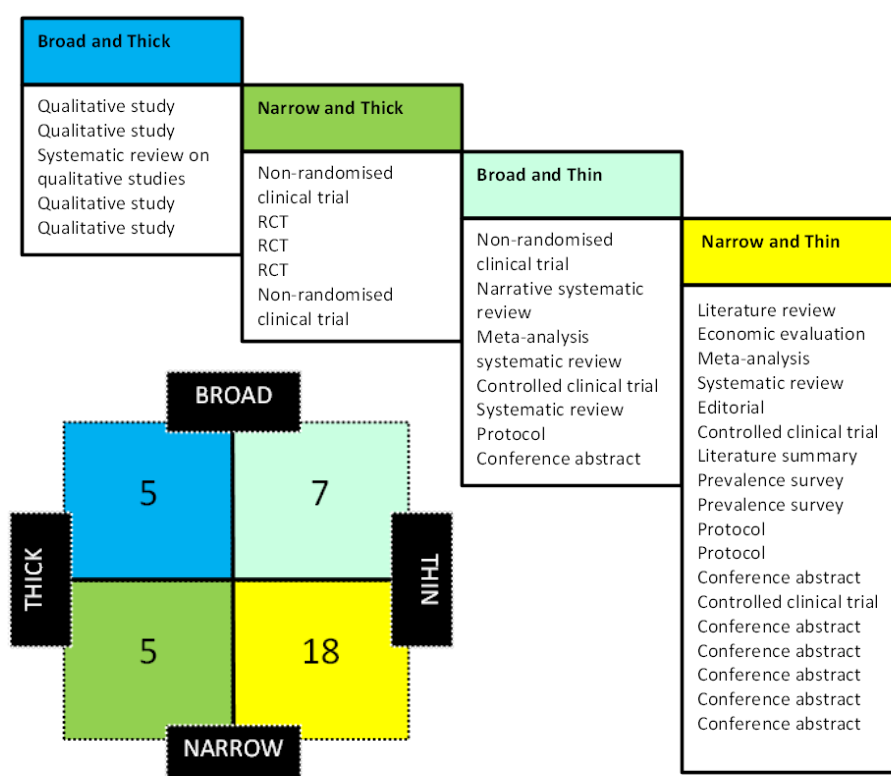 Broad and Thick
Qualitative study
Qualitative study
Systematic review on
qualitative studies
Qualitative study
Qualitative study
Narrow and Thick
Non-randomised
clinical trial
RCT
RCT
RCT
Non-randomised
clinical trial
Broad and Thin
Non-randomised
clinical trial
Narrative systematic
review
Meta-analysis
systematic review
Controlled clinical trial
Systematic review
Protocol
Conference abstract
Narrow and Thin
Literature review
Economic evaluation
Meta-analysis
Systematic review
Editorial
Controlled clinical trial
Literature summary
Prevalence survey
Prevalence survey
Protocol
Protocol
Conference abstract
Controlled clinical trial
Conference abstract
Conference abstract
Conference abstract
Conference abstract
Conference abstract
BROAD
5
7
THICK
THIN
5
18
NARROW